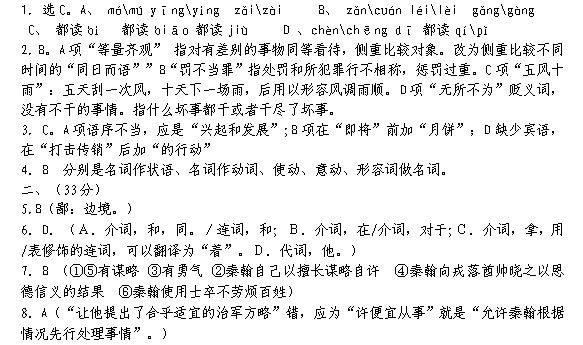 1. 选C。A、 mó\mú yīng\yìng zǎi\zài  B、 zǎn\cuán léi\lèi gǎng\gàng
C、 都读bì  都读biāo 都读jiù  D 、chèn\chēng dī 都读qí\pǐ
2.B。A项“等量齐观” 指对有差别的事物同等看待，侧重比较对象。改为侧重比较不同
时间的“同日而语””B“罚不当罪”指处罚和所犯罪行不相称，惩罚过重。C项“五风十
雨”：五天刮一次风，十天下一场雨，后用以形容风调雨顺。D项“无所不为”贬义词，
没有不干的事情。指什么坏事都干或者干尽了坏事。
3. C。A项语序不当，应是“兴起和发展”;B项在“即将”前加“月饼”；D缺少宾语，
在“打击传销”后加“的行动”
4. B 分别是名词作状语、名词作动词、使动、意动、形容词做名词。
二、（33分）
5.B（鄙：边境。）
6. D. （A．介词，和，同。/连词，和; B．介词，在/介词，对于；C．介词，拿，用
/表修饰的连词，可以翻译为“着”。D．代词，他。）
7. B （①⑤有谋略 ③有勇气 ②秦翰自己以擅长谋略自许  ④秦翰向戎落酋帅晓之以恩
德信义的结果  ⑥秦翰使用士卒不劳烦百姓）
8. A（“让他提出了合乎适宜的治军方略”错，应为“许便宜从事”就是“允许秦翰根据
情况先行处理事情”。）